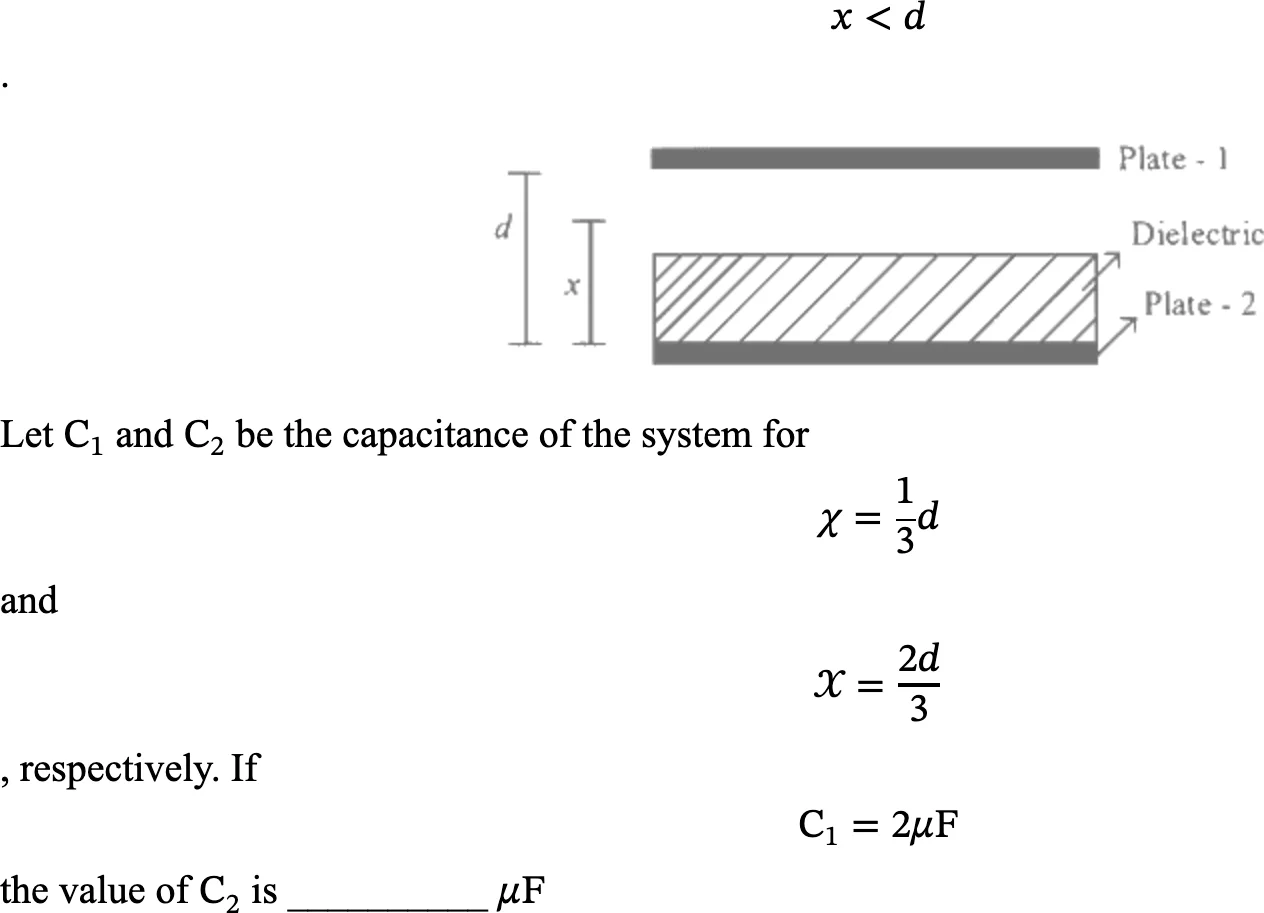 x < d
.
Plate - 1
d
Dielectric
x
Plate - 2
Let C₁ and C₂ be the capacitance of the system for
χ = 1/3 d
and
𝒳 = 2d/3
, respectively. If
C₁ = 2μF
the value of C₂ is __________ μF